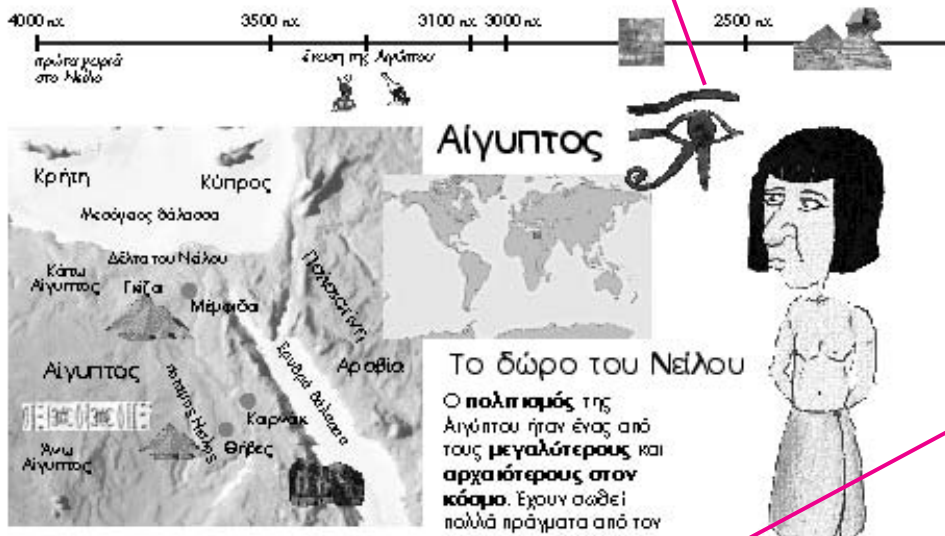 4000 π.Χ. 3500 π.Χ. 3100 π.Χ. 3000 π.Χ. 2500 π.Χ.
πρώτα χωριά
στο Νείλο
ένωση της Αιγύπτου
Αίγυπτος
Κρήτη
Κύπρος
Μεσόγειος θάλασσα
Δέλτα του Νείλου
Κάτω
Αίγυπτος
Γκίζα
Μέμφιδα
Παλαιστίνη
Αραβία
Ερυθρά θάλασσα
Αίγυπτος
ποταμός Νείλος
Καρνάκ
Θήβες
Άνω
Αίγυπτος
Το δώρο του Νείλου
Ο πολιτισμός της
Αιγύπτου ήταν ένας από
τους μεγαλύτερους και
αρχαιότερους στον
κόσμο. Έχουν σωθεί
πολλά πράγματα από τον